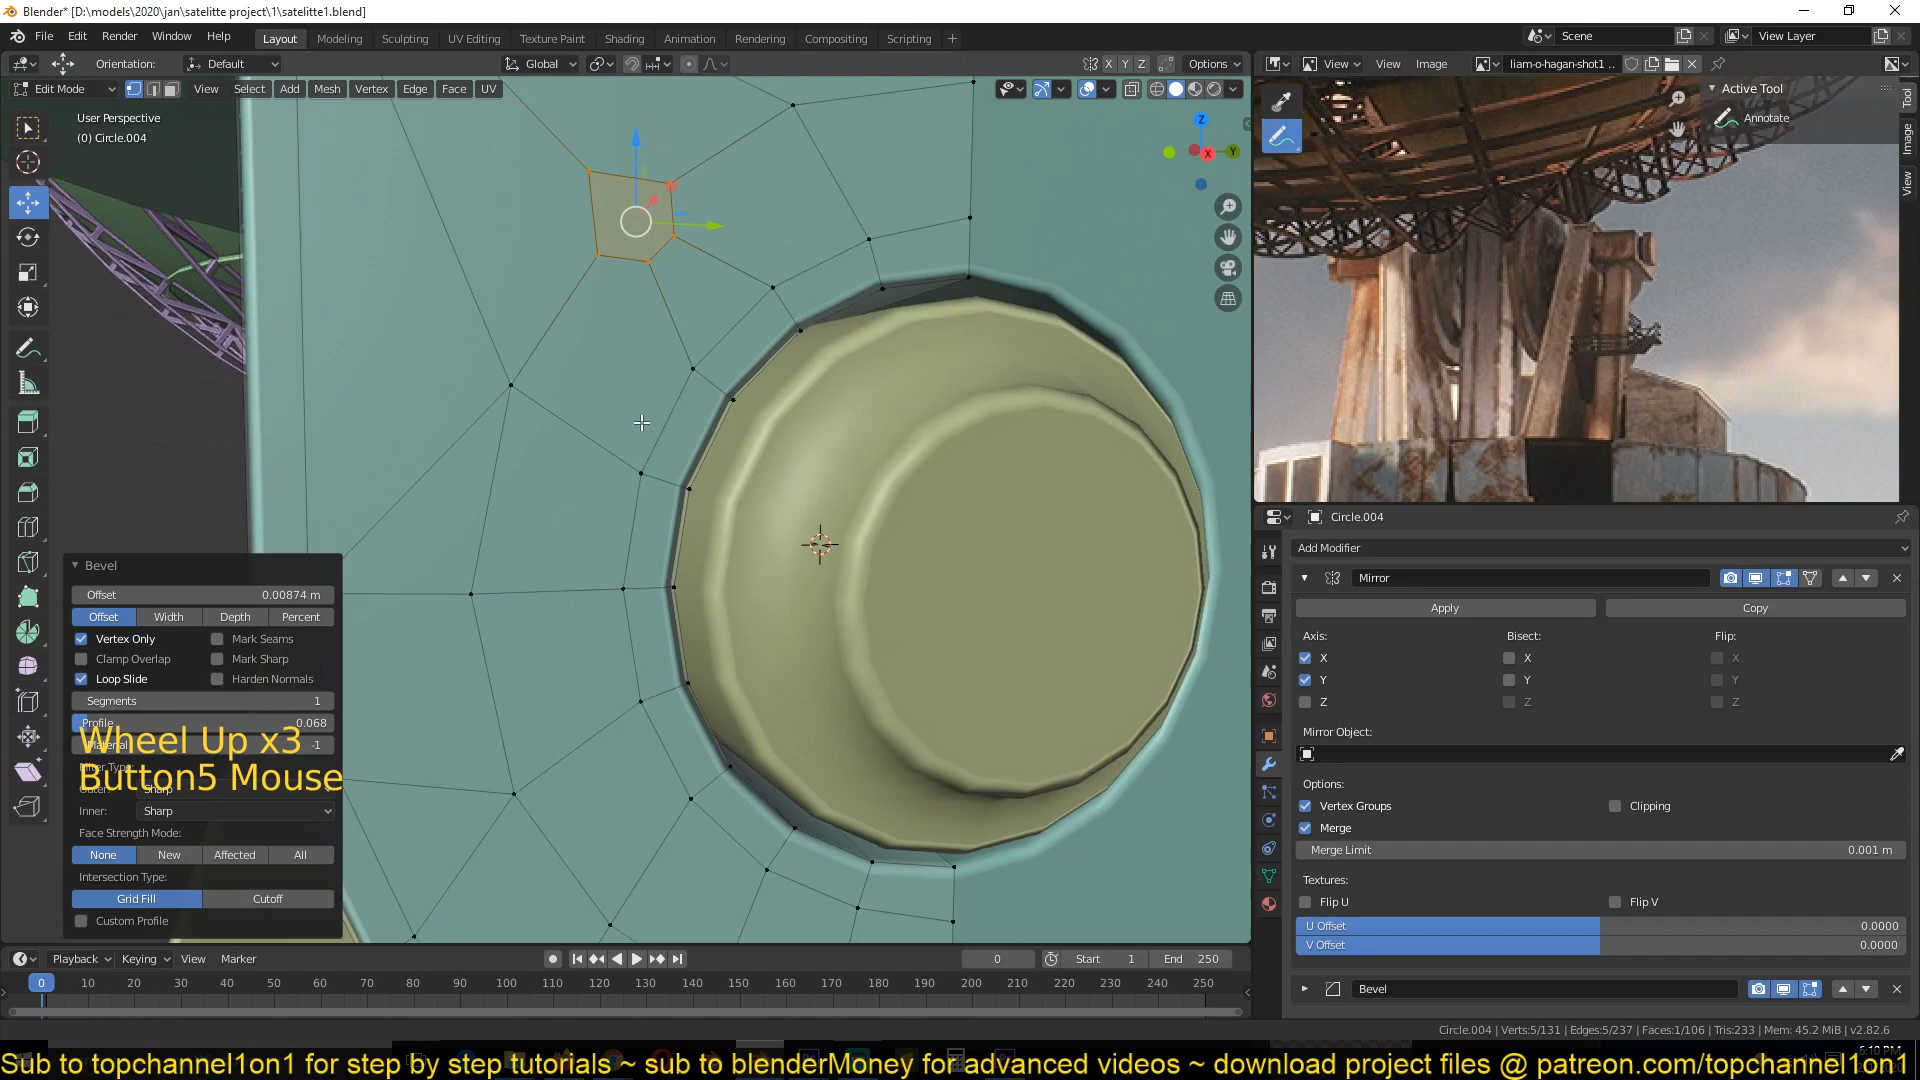 Blender* [D:\models\2020\jan\satelitte project\1\satelitte1.blend]
File Edit Render Window Help Layout Modeling Sculpting UV Editing Texture Paint Shading Animation Rendering Compositing Scripting + Scene View Layer
Orientation: Default Global X Y Z Options View View Image liam-o-hagan-shot1 ..
Edit Mode View Select Add Mesh Vertex Edge Face UV
User Perspective
(0) Circle.004
Z
X Y
Active Tool
Annotate
Tool
Image
View
Circle.004
Add Modifier
Mirror
Apply Copy
Axis: Bisect: Flip:
X X X
Y Y Y
Z Z Z
Mirror Object:
Options:
Vertex Groups Clipping
Merge
Merge Limit 0.001 m
Textures:
Flip U Flip V
U Offset 0.0000
V Offset 0.0000
Bevel
Bevel
Offset 0.00874 m
Offset Width Depth Percent
Vertex Only Mark Seams
Clamp Overlap Mark Sharp
Loop Slide Harden Normals
Segments 1
Profile 0.068
Material -1
Wheel Up x3
Button5 Mouse
Inner: Sharp
Face Strength Mode:
None New Affected All
Intersection Type:
Grid Fill Cutoff
Custom Profile
Playback Keying View Marker 0 Start 1 End 250
0 10 20 30 40 50 60 70 80 90 100 110 120 130 140 150 160 170 180 190 200 210 220 230 240 250
Circle.004 | Verts:5/131 | Edges:5/237 | Faces:1/106 | Tris:233 | Mem: 45.2 MiB | v2.82.6
6:10 PM
Sub to topchannel1on1 for step by step tutorials ~ sub to blenderMoney for advanced videos ~ download project files @ patreon.com/topchannel1on1